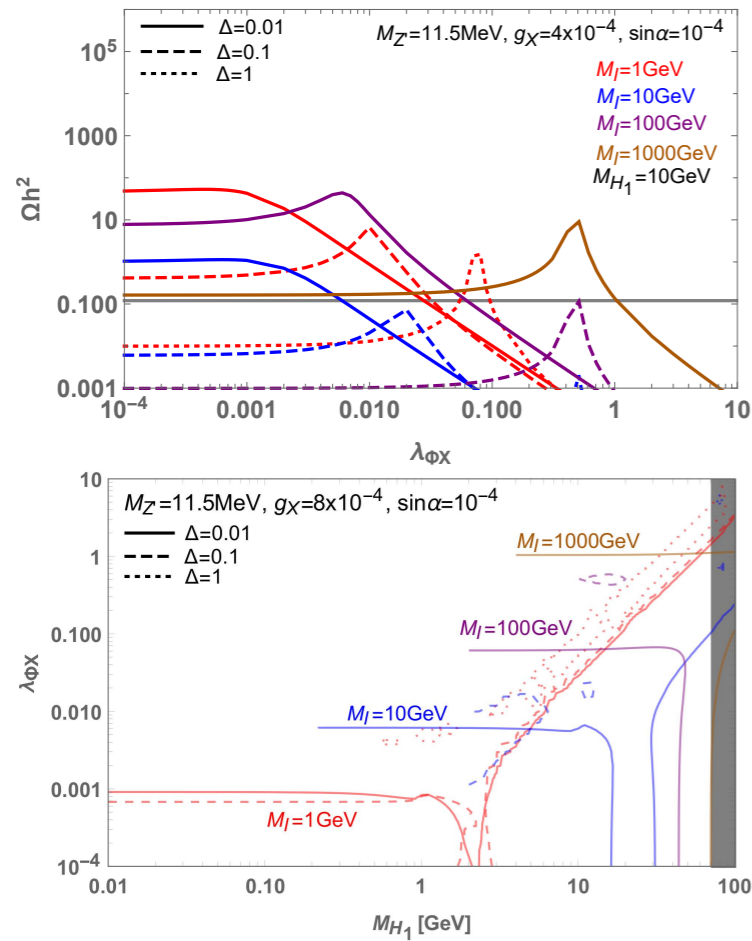 Δ=0.01
Δ=0.1
Δ=1
M_Z'=11.5MeV, g_X=4x10⁻⁴, sinα=10⁻⁴
M_I=1GeV
M_I=10GeV
M_I=100GeV
M_I=1000GeV
M_H₁=10GeV
Ωh²
10⁶
1000
10
0.100
0.001
10⁻⁴
0.001
0.010
0.100
1
10
λ_ΦX
M_Z'=11.5MeV, g_X=8x10⁻⁴, sinα=10⁻⁴
Δ=0.01
Δ=0.1
Δ=1
M_I=1000GeV
M_I=100GeV
M_I=10GeV
M_I=1GeV
λ_ΦX
10
1
0.100
0.010
0.001
10⁻⁴
0.01
0.10
1
10
100
M_H₁ [GeV]